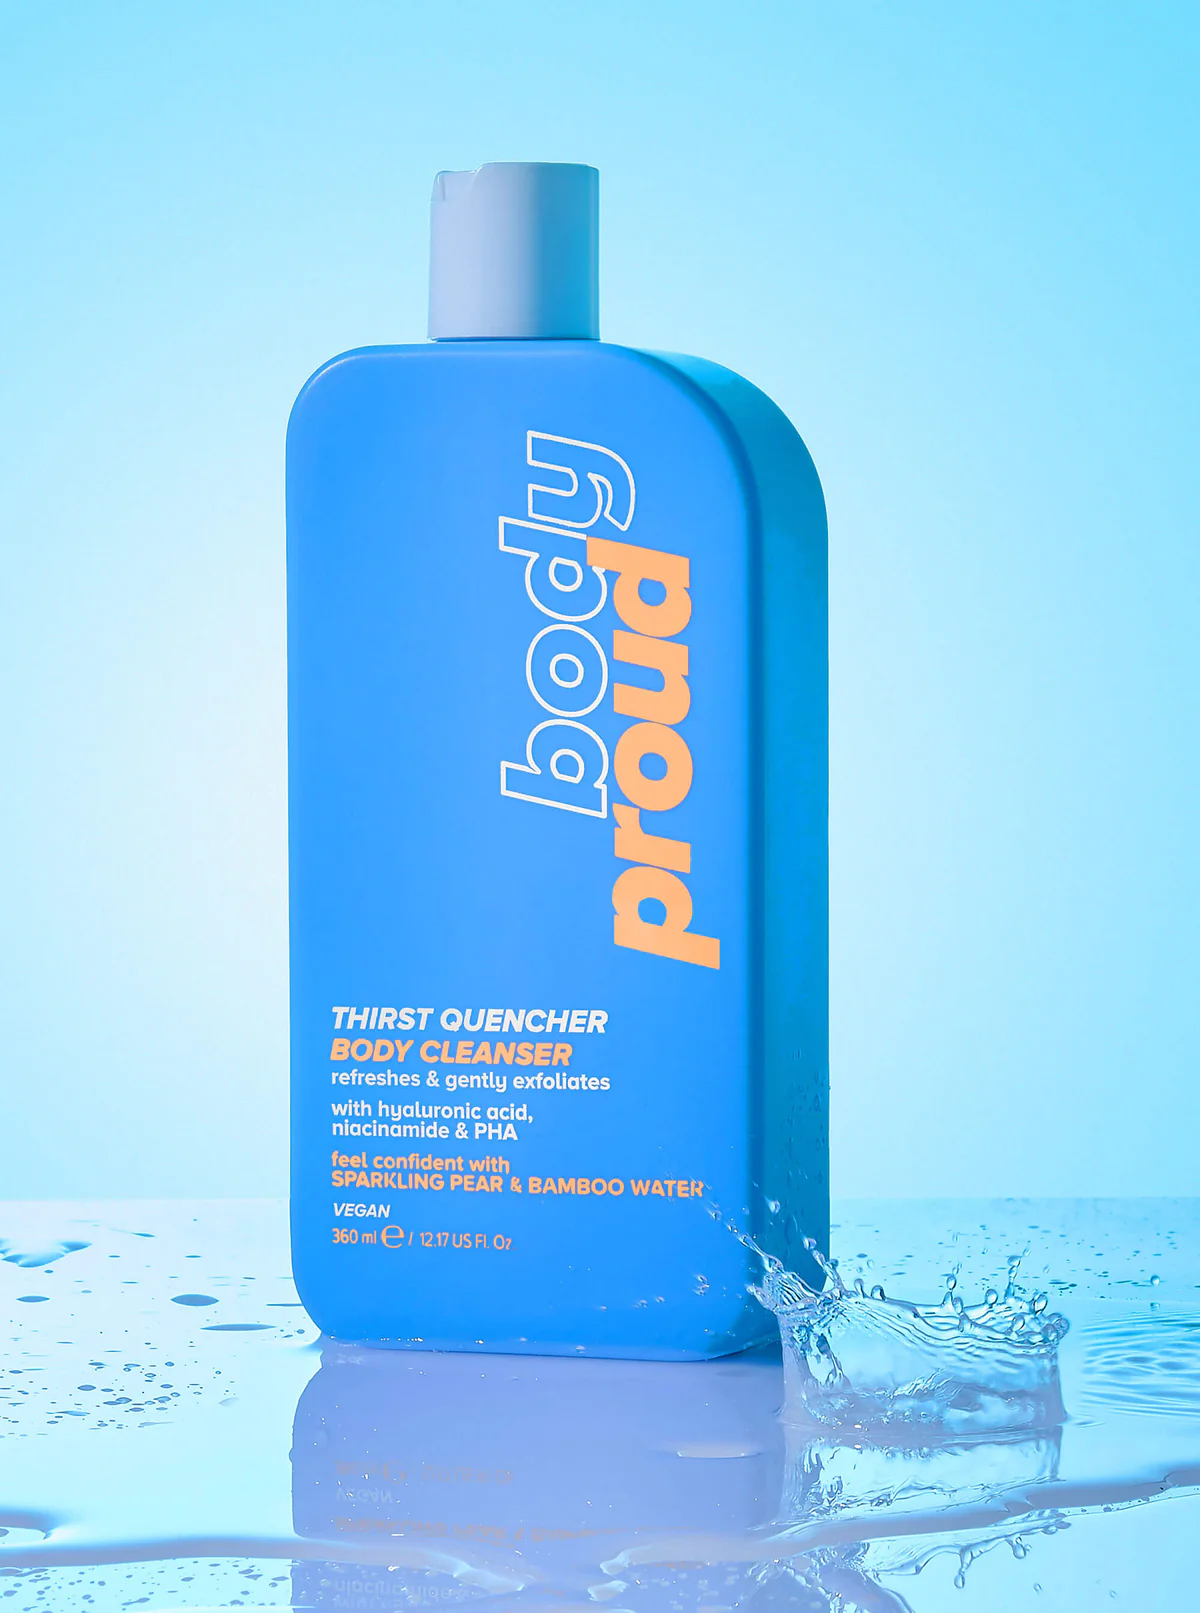 body
proud
THIRST QUENCHER
BODY CLEANSER
refreshes & gently exfoliates
with hyaluronic acid,
niacinamide & PHA
feel confident with
SPARKLING PEAR & BAMBOO WATER
VEGAN
360 ml ℮ / 12.17 US Fl. Oz